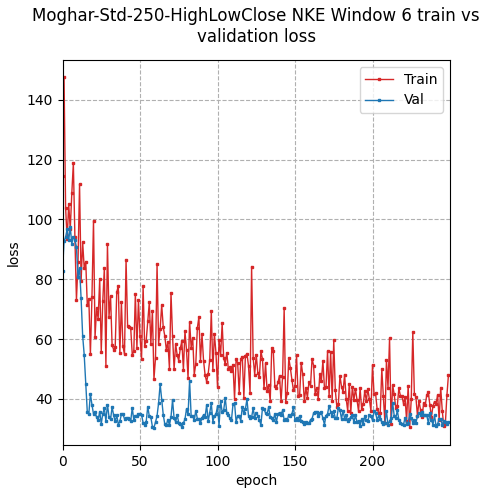 Moghar-Std-250-HighLowClose NKE Window 6 train vs
validation loss
Train
Val
140
120
100
80
60
40
loss
0
50
100
150
200
epoch